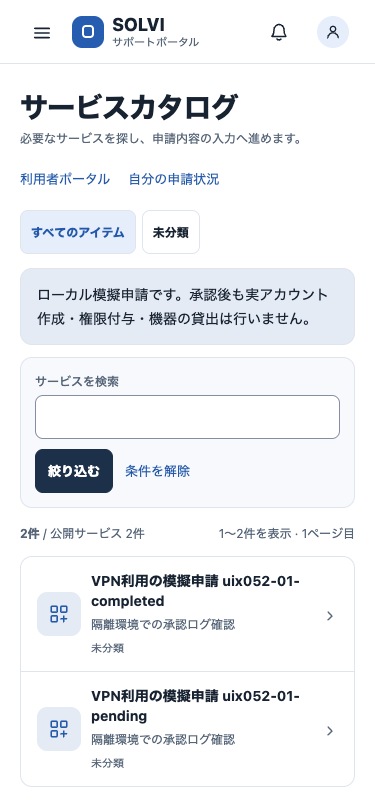 SOLVI
サポートポータル
サービスカタログ
必要なサービスを探し、申請内容の入力へ進めます。
利用者ポータル 自分の申請状況
すべてのアイテム 未分類
ローカル模擬申請です。承認後も実アカウント
作成・権限付与・機器の貸出は行いません。
サービスを検索
絞り込む 条件を解除
2件 / 公開サービス 2件 1〜2件を表示 · 1ページ目
VPN利用の模擬申請 uix052-01-
completed
隔離環境での承認ログ確認
未分類
VPN利用の模擬申請 uix052-01-
pending
隔離環境での承認ログ確認
未分類